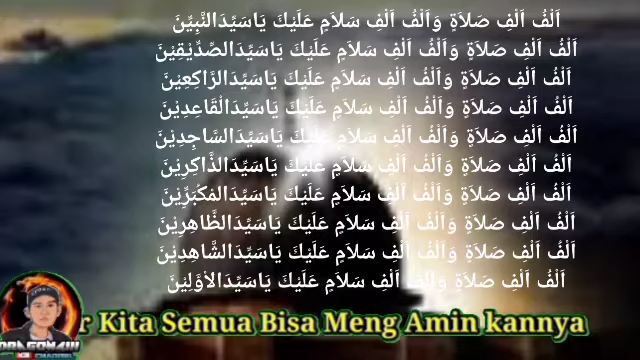 اَلْفُ اَلْفِ صَلاَةٍ وَاَلْفُ اَلْفِ سَلاَمٍ عَلَيْكَ يَاسَيِّدَالنَّبِيِّنَ
اَلْفُ اَلْفِ صَلاَةٍ وَاَلْفُ اَلْفِ سَلاَمٍ عَلَيْكَ يَاسَيِّدَالصِّدِّيْقِيْنَ
اَلْفُ اَلْفِ صَلاَةٍ وَاَلْفُ اَلْفِ سَلاَمٍ عَلَيْكَ يَاسَيِّدَالرَّاكِعِيْنَ
اَلْفُ اَلْفِ صَلاَةٍ وَاَلْفُ اَلْفِ سَلاَمٍ عَلَيْكَ يَاسَيِّدَالْقَاعِدِيْنَ
اَلْفُ اَلْفِ صَلاَةٍ وَاَلْفُ اَلْفِ سَلاَمٍ عَلَيْكَ يَاسَيِّدَالسَّاجِدِيْنَ
اَلْفُ اَلْفِ صَلاَةٍ وَاَلْفُ اَلْفِ سَلاَمٍ عَلَيْكَ يَاسَيِّدَالذَّاكِرِيْنَ
اَلْفُ اَلْفِ صَلاَةٍ وَاَلْفُ اَلْفِ سَلاَمٍ عَلَيْكَ يَاسَيِّدَالْمُكَبِّرِيْنَ
اَلْفُ اَلْفِ صَلاَةٍ وَاَلْفُ اَلْفِ سَلاَمٍ عَلَيْكَ يَاسَيِّدَالظَّاهِرِيْنَ
اَلْفُ اَلْفِ صَلاَةٍ وَاَلْفُ اَلْفِ سَلاَمٍ عَلَيْكَ يَاسَيِّدَالشَّاهِدِيْنَ
اَلْفُ اَلْفِ صَلاَةٍ وَاَلْفُ اَلْفِ سَلاَمٍ عَلَيْكَ يَاسَيِّدَالْاَوَّلِيْنَ
Kita Semua Bisa Meng Amin kannya